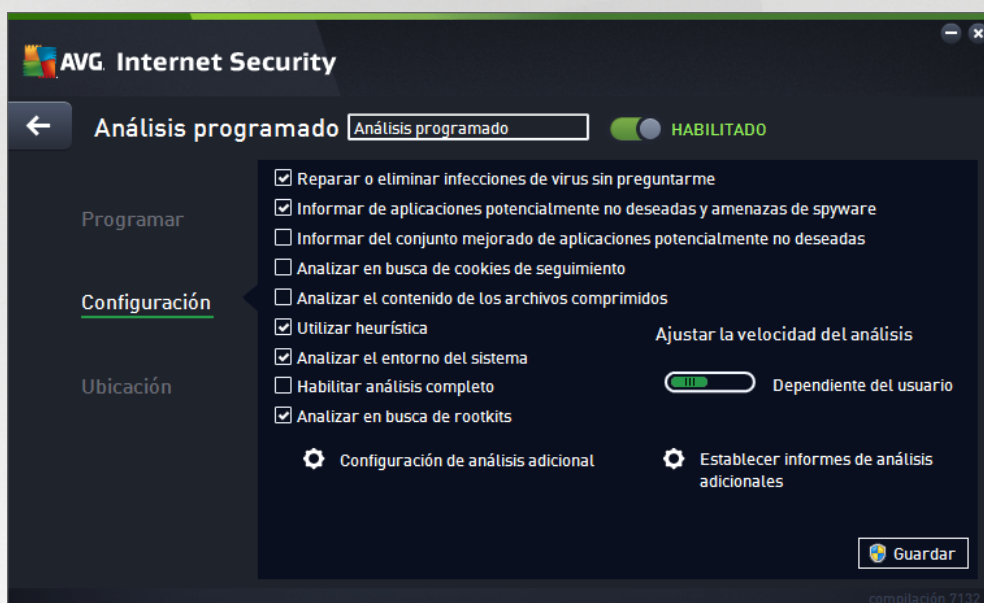 AVG. Internet Security
Análisis programado
Análisis programado
HABILITADO
Programar
Configuración
Ubicación
Reparar o eliminar infecciones de virus sin preguntarme
Informar de aplicaciones potencialmente no deseadas y amenazas de spyware
Informar del conjunto mejorado de aplicaciones potencialmente no deseadas
Analizar en busca de cookies de seguimiento
Analizar el contenido de los archivos comprimidos
Utilizar heurística
Analizar el entorno del sistema
Habilitar análisis completo
Analizar en busca de rootkits
Ajustar la velocidad del análisis
Dependiente del usuario
Configuración de análisis adicional
Establecer informes de análisis
adicionales
Guardar
compilación 7132